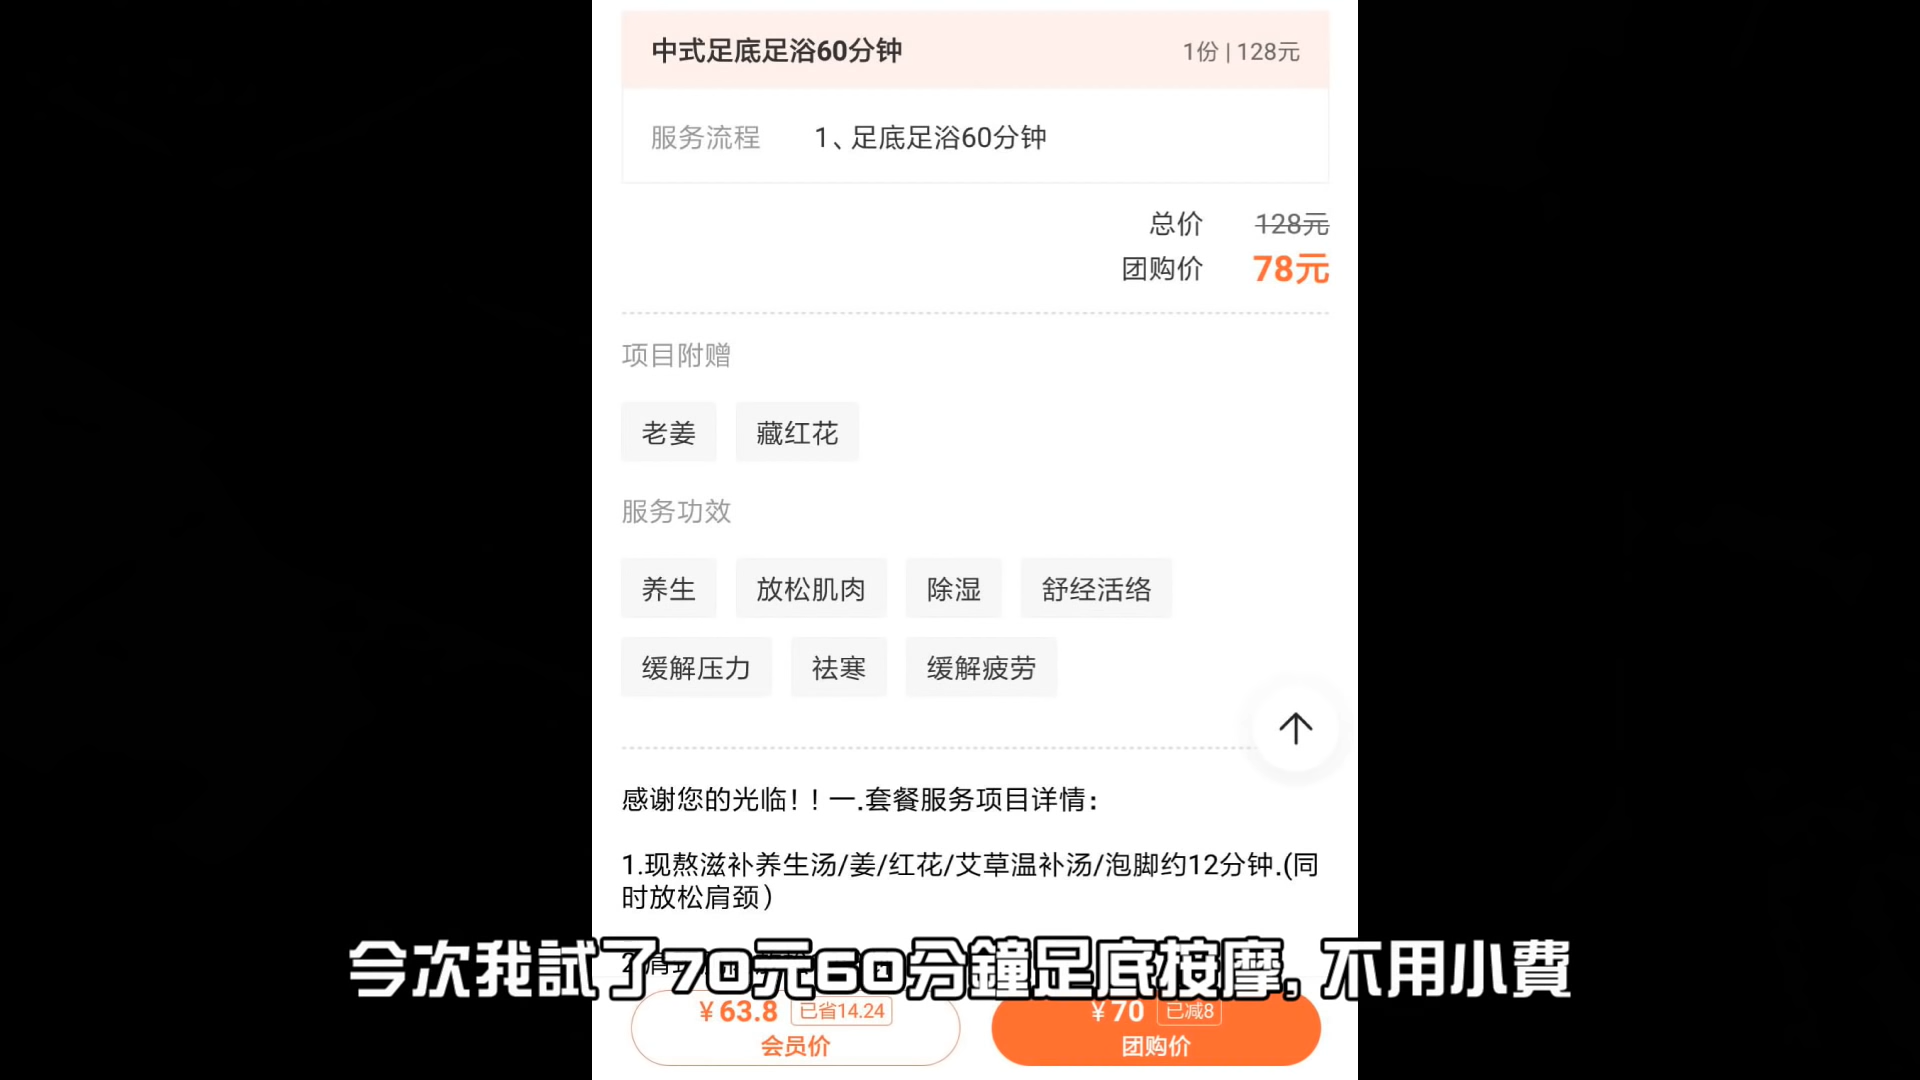 中式足底足浴60分钟
1份 | 128元
服务流程
1、足底足浴60分钟
总价 128元
团购价 78元
项目附赠
老姜 藏红花
服务功效
养生 放松肌肉 除湿 舒经活络
缓解压力 祛寒 缓解疲劳
感谢您的光临！！一.套餐服务项目详情：
1.现熬滋补养生汤/姜/红花/艾草温补汤/泡脚约12分钟.(同
时放松肩颈）
今次我試了70元60分鐘足底按摩, 不用小費
￥63.8 已省14.24
会员价
￥70 已减8
团购价